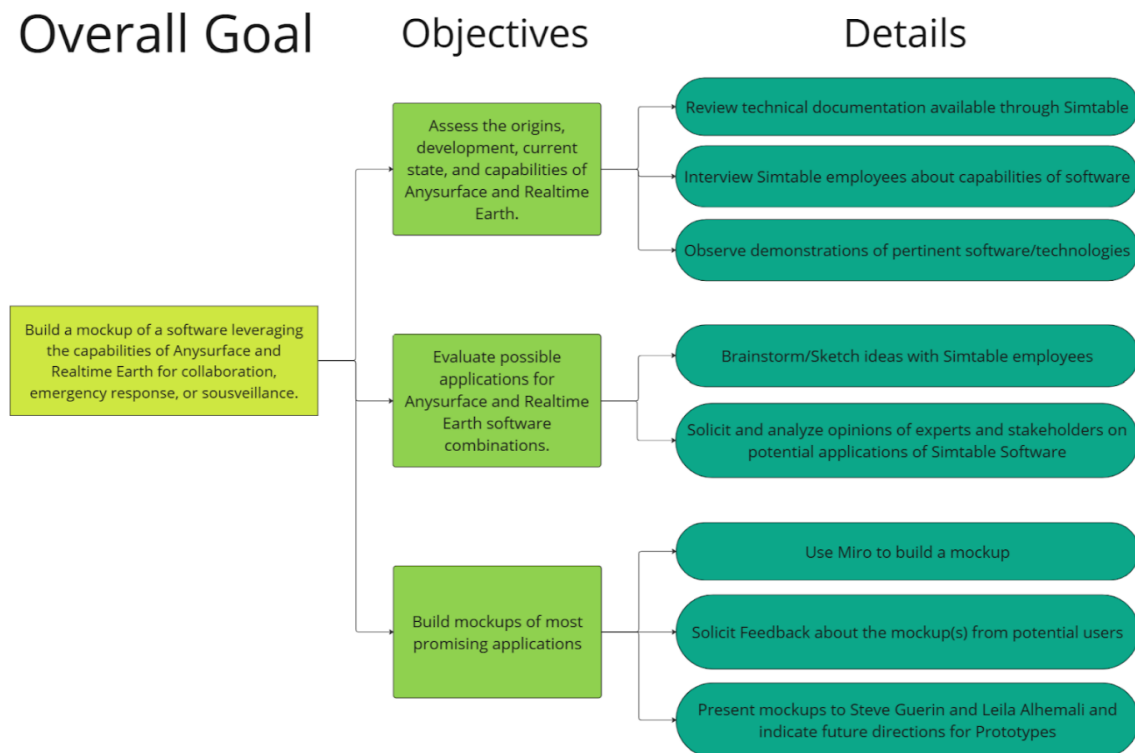 Overall Goal
Objectives
Details
Build a mockup of a software leveraging
the capabilities of Anysurface and
Realtime Earth for collaboration,
emergency response, or sousveillance.
Assess the origins,
development, current
state, and capabilities of
Anysurface and Realtime
Earth.
Review technical documentation available through Simtable
Interview Simtable employees about capabilities of software
Observe demonstrations of pertinent software/technologies
Evaluate possible
applications for
Anysurface and Realtime
Earth software
combinations.
Brainstorm/Sketch ideas with Simtable employees
Solicit and analyze opinions of experts and stakeholders on
potential applications of Simtable Software
Build mockups of most
promising applications
Use Miro to build a mockup
Solicit Feedback about the mockup(s) from potential users
Present mockups to Steve Guerin and Leila Alhemali and
indicate future directions for Prototypes